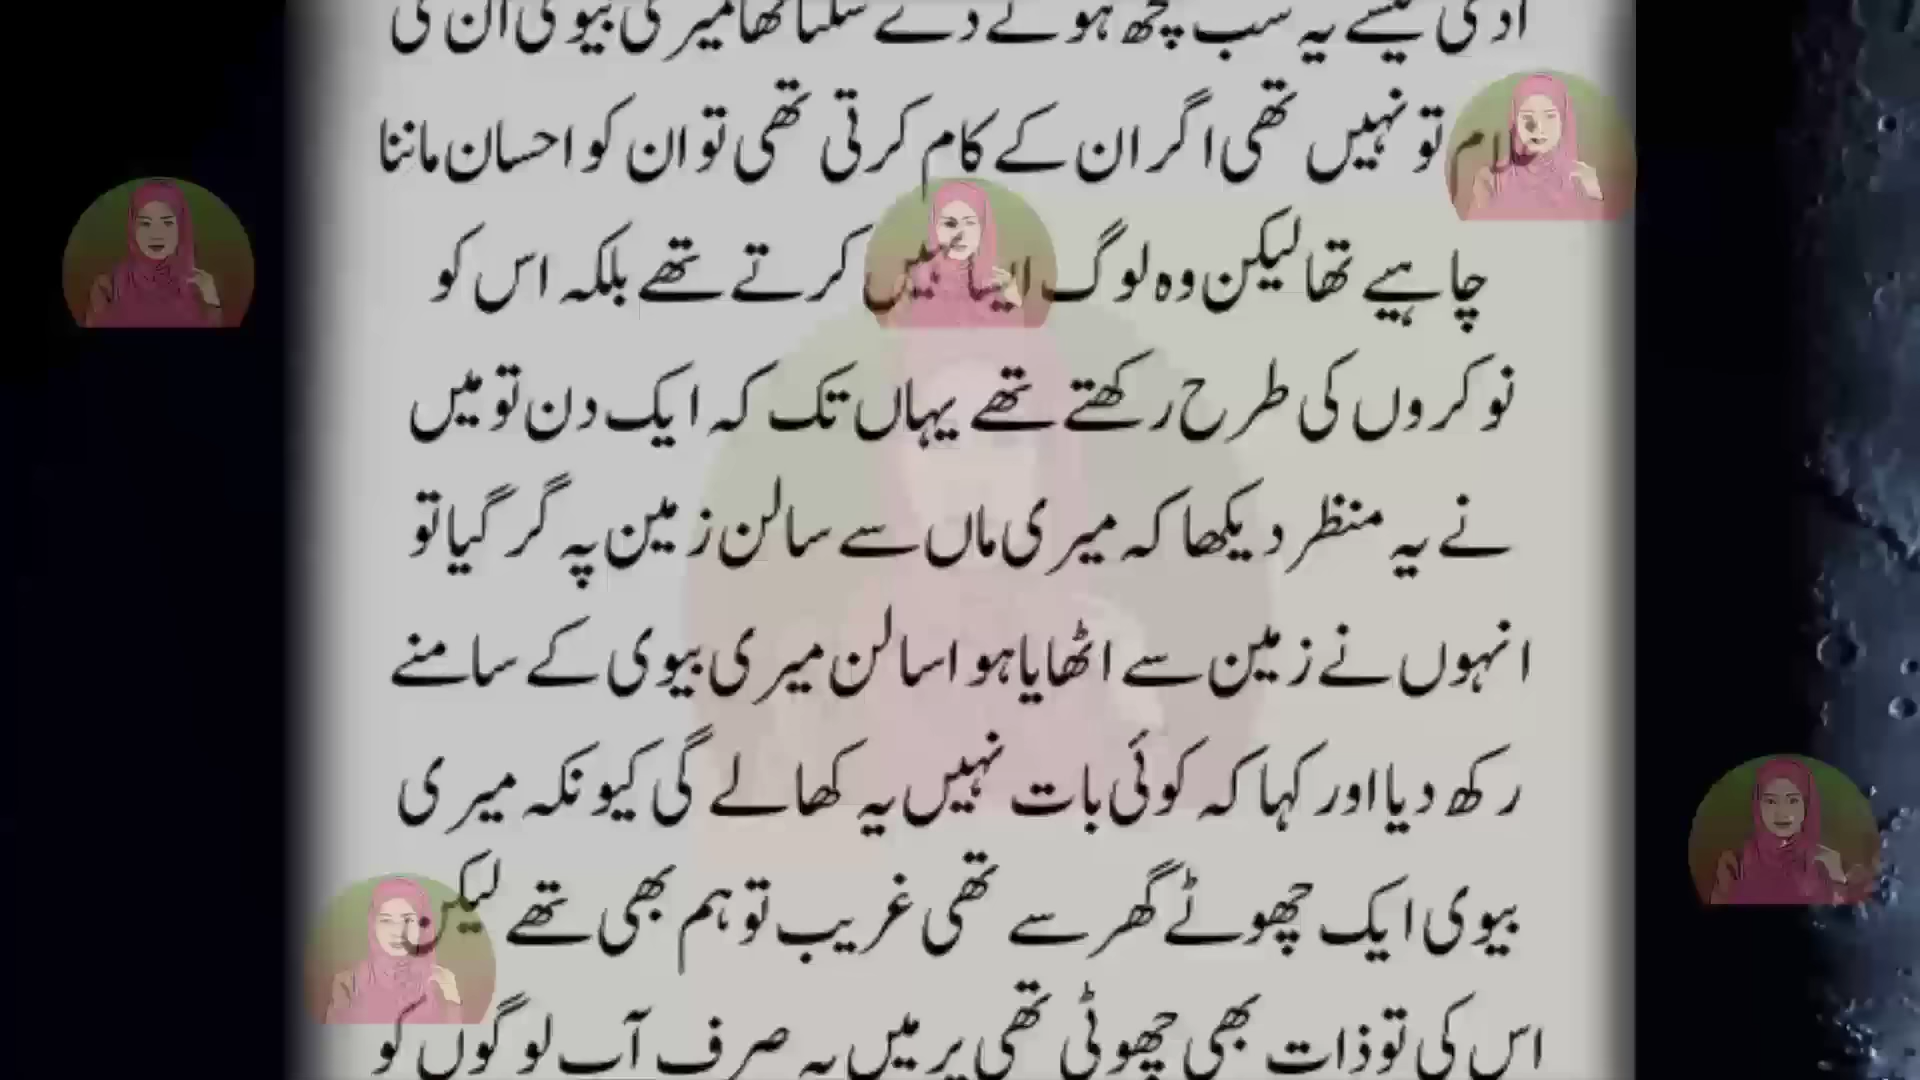 آدمی کیسے یہ سب کچھ ہونے دے سکتا تھا میری بیوی ان کی
غلام تو نہیں تھی اگر ان کے کام کرتی تھی تو ان کو احسان ماننا
چاہیے تھا لیکن وہ لوگ ایسا نہیں کرتے تھے بلکہ اس کو
نوکروں کی طرح رکھتے تھے یہاں تک کہ ایک دن تو میں
نے یہ منظر دیکھا کہ میری ماں سے سالن زمین پہ گر گیا تو
انہوں نے زمین سے اٹھایا ہوا سالن میری بیوی کے سامنے
رکھ دیا اور کہا کہ کوئی بات نہیں یہ کھا لے گی کیونکہ میری
بیوی ایک چھوٹے گھر سے تھی غریب تو ہم بھی تھے لیکن
اس کی تو ذات بھی چھوٹی تھی پر میں یہ صرف آپ لوگوں کو